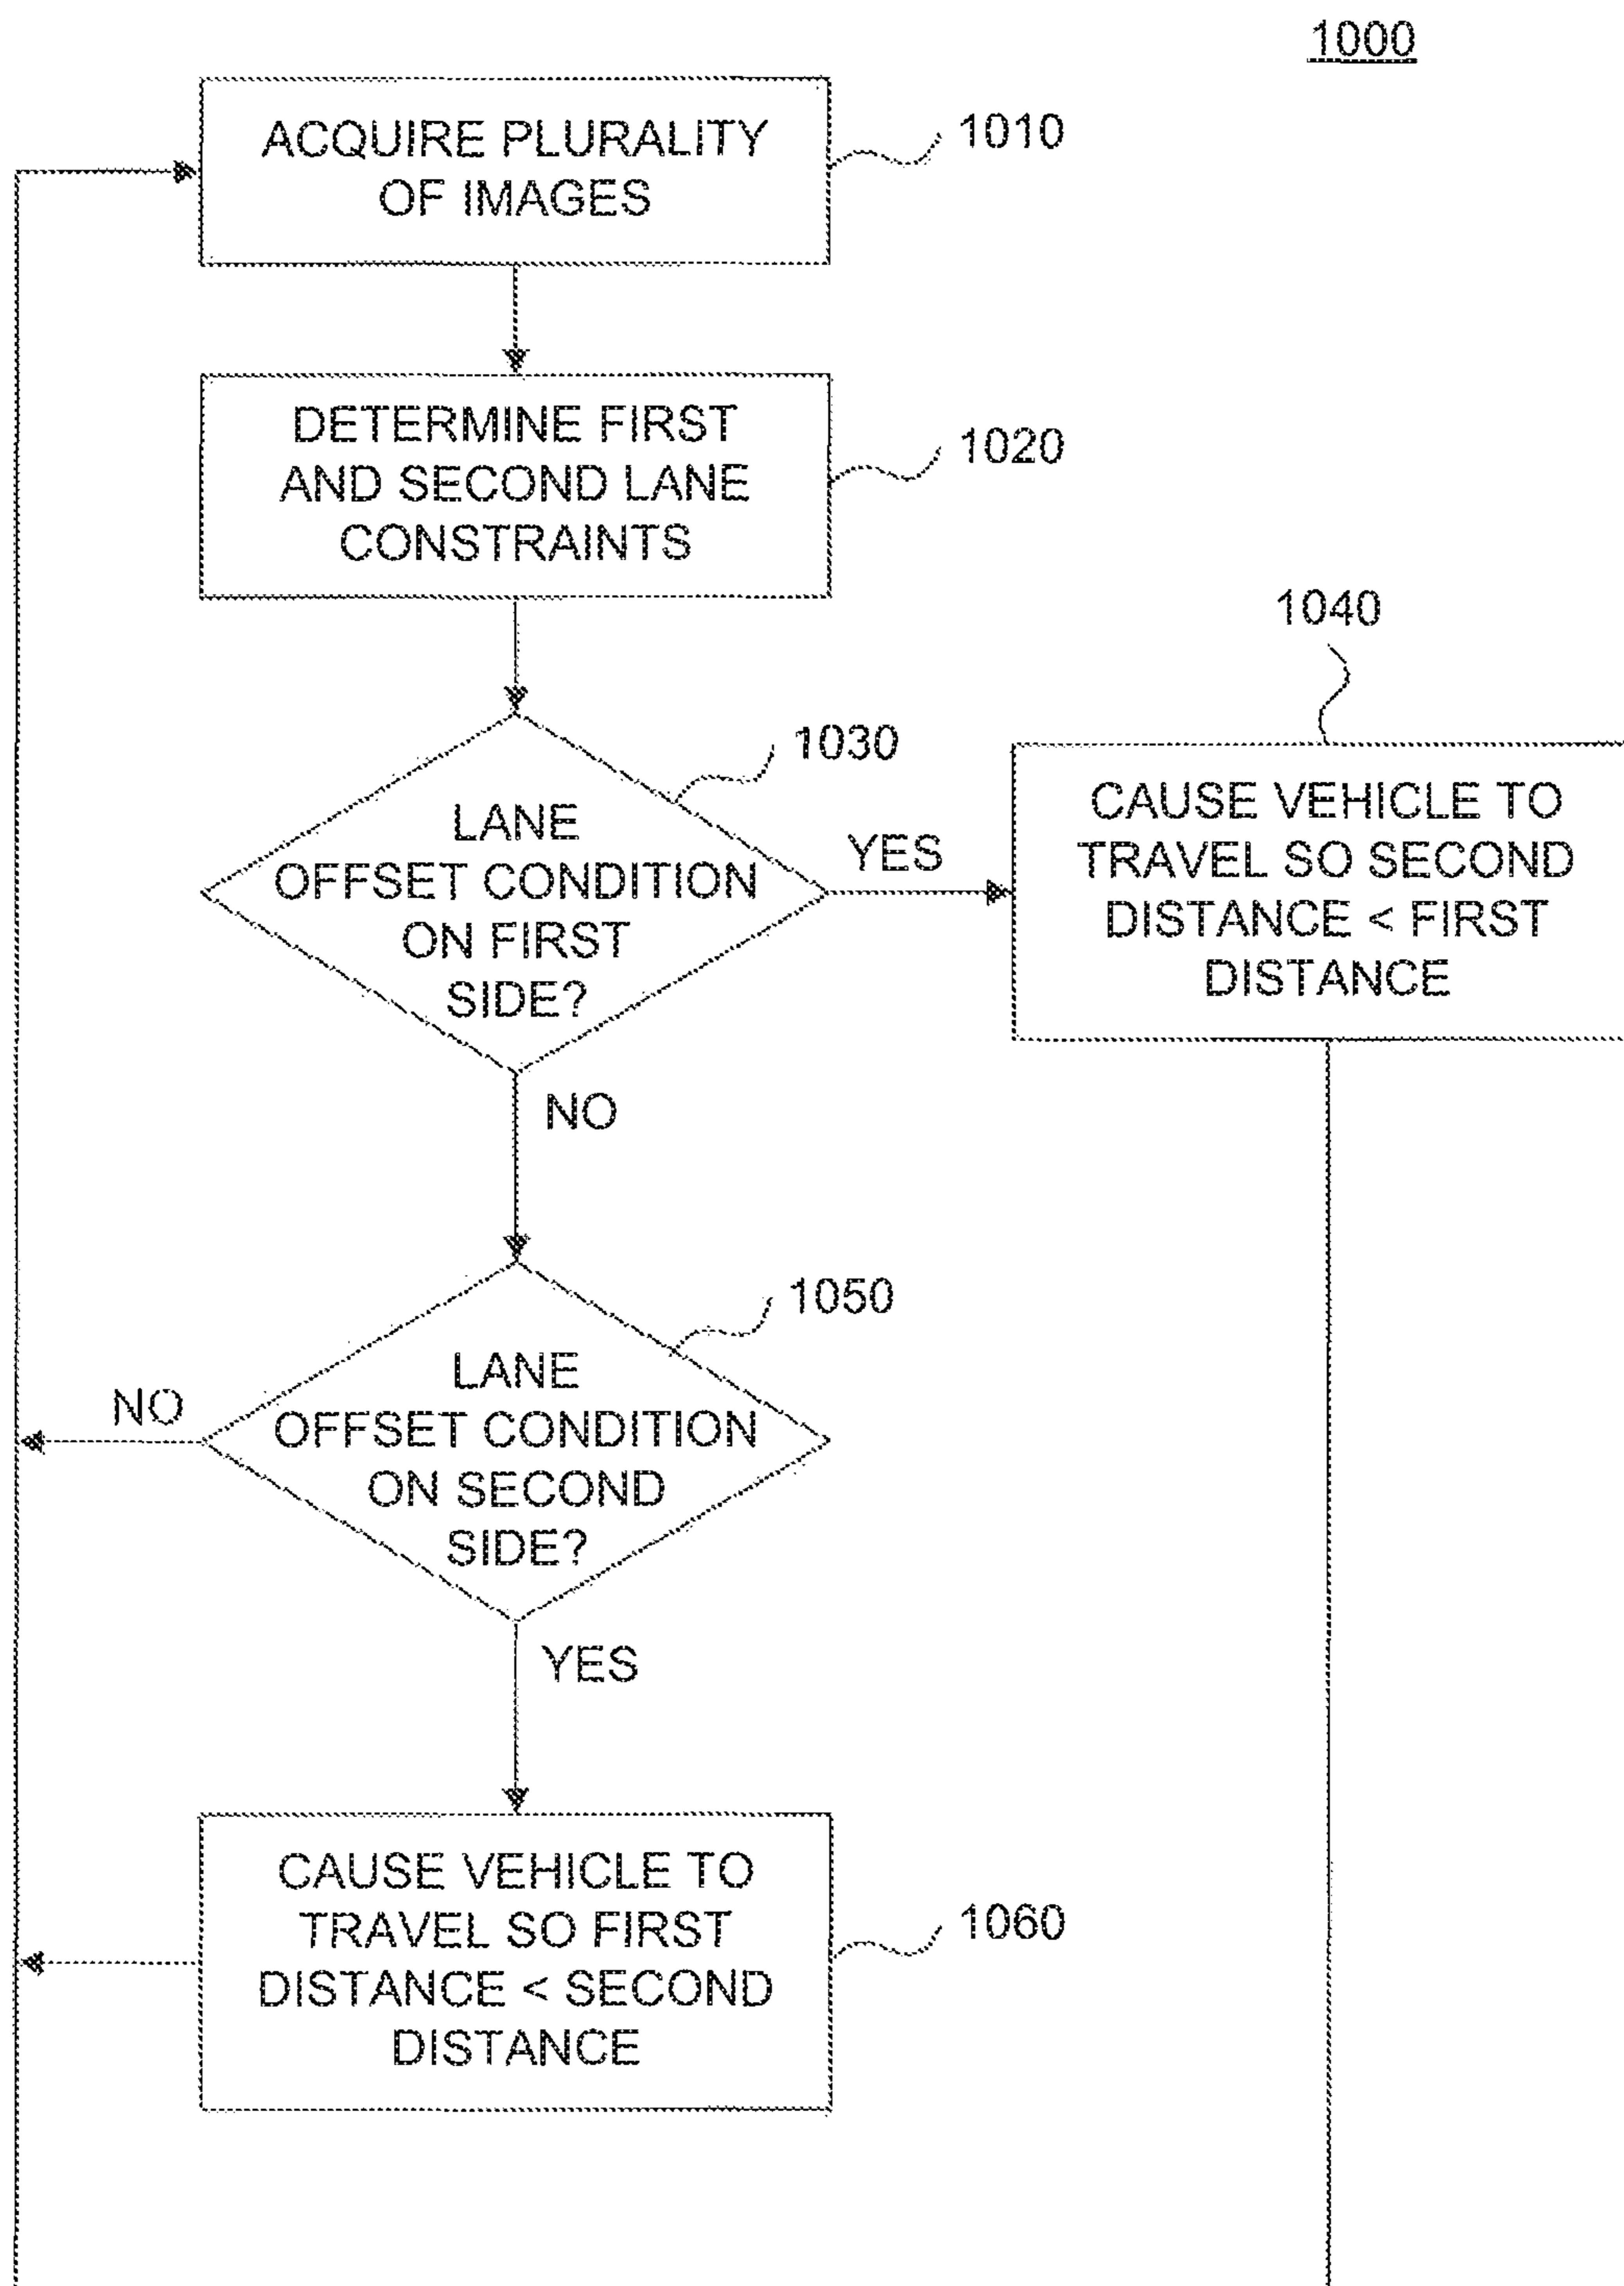 1000
ACQUIRE PLURALITY
OF IMAGES
1010
DETERMINE FIRST
AND SECOND LANE
CONSTRAINTS
1020
LANE
OFFSET CONDITION
ON FIRST
SIDE?
1030
YES
1040
CAUSE VEHICLE TO
TRAVEL SO SECOND
DISTANCE < FIRST
DISTANCE
NO
LANE
OFFSET CONDITION
ON SECOND
SIDE?
1050
NO
YES
CAUSE VEHICLE TO
TRAVEL SO FIRST
DISTANCE < SECOND
DISTANCE
1060